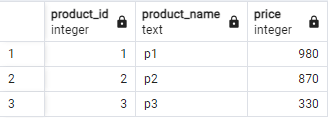 product_id product_name price
integer text integer
1 1 p1 980
2 2 p2 870
3 3 p3 330